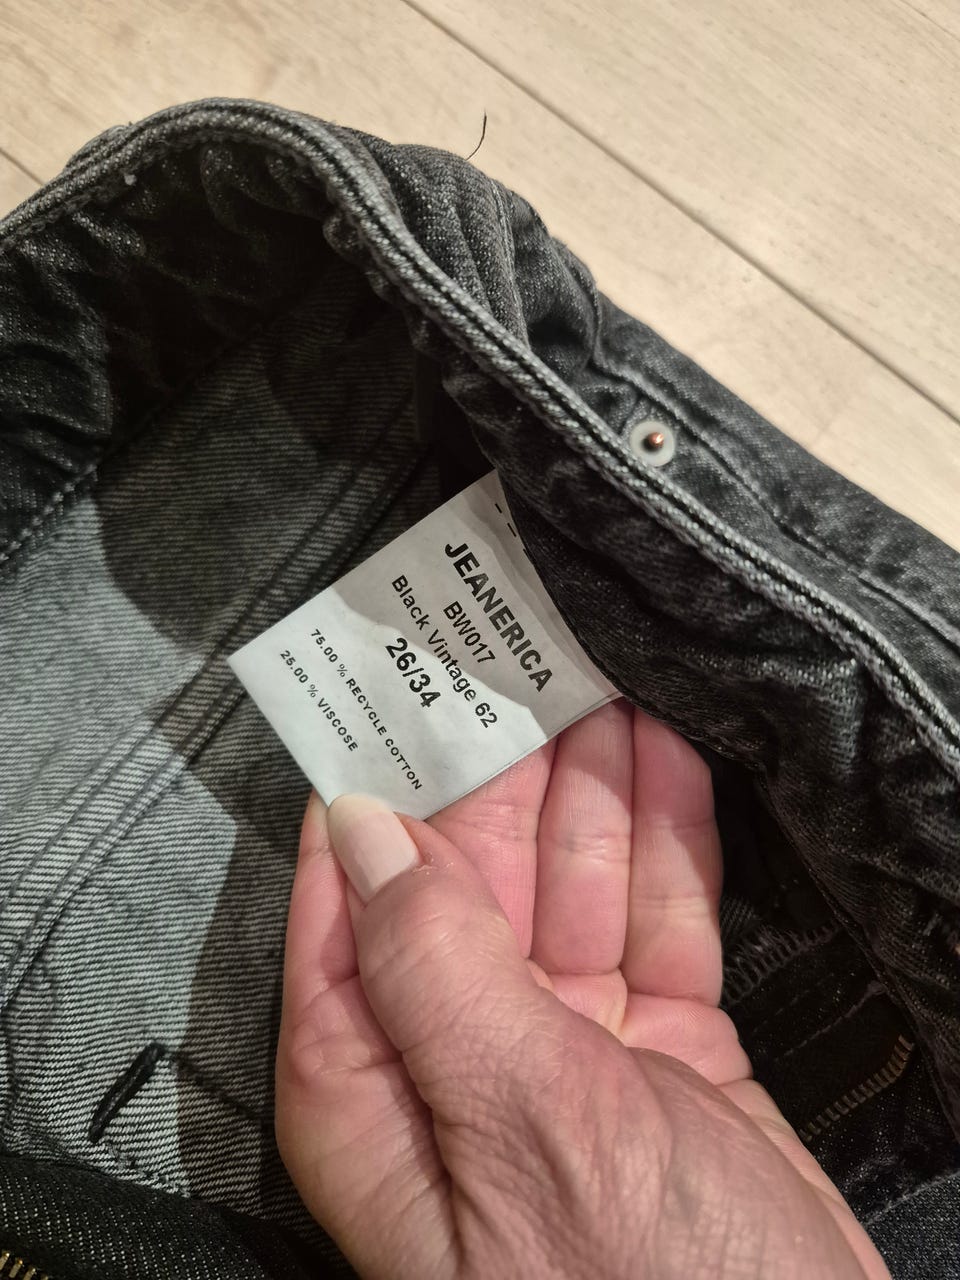 JEANERICA
BW017
Black Vintage 62
26/34
75.00 % RECYCLE COTTON
25.00 % VISCOSE